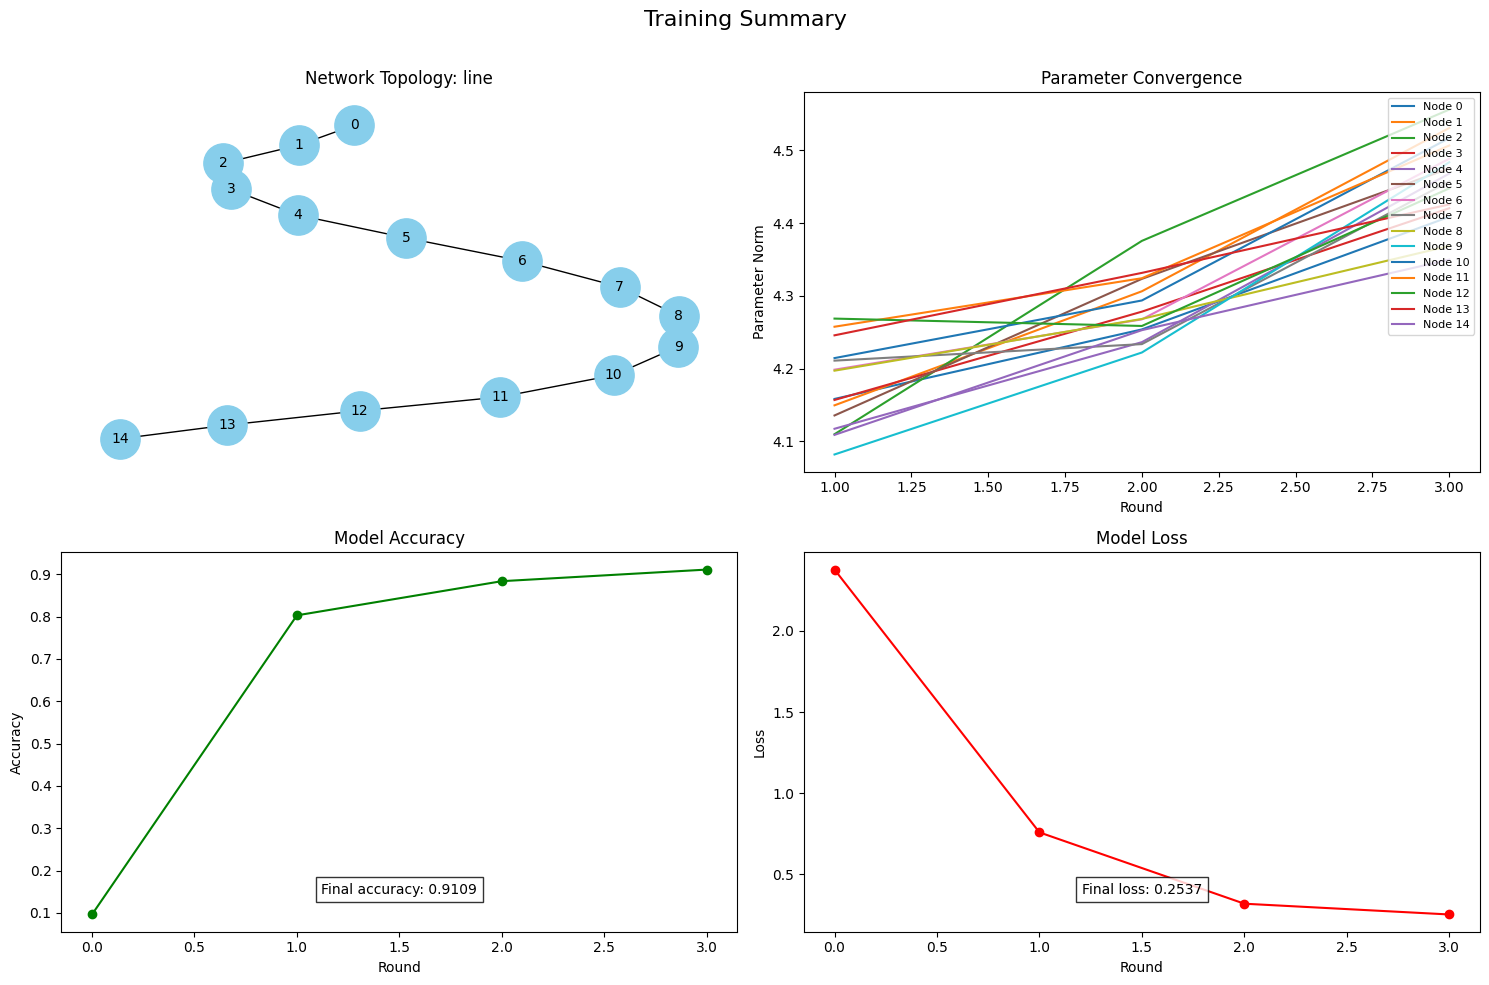 Training Summary
Network Topology: line
0
1
2
3
4
5
6
7
8
9
10
11
12
13
14
Parameter Convergence
Parameter Norm
4.5
4.4
4.3
4.2
4.1
Node 0
Node 1
Node 2
Node 3
Node 4
Node 5
Node 6
Node 7
Node 8
Node 9
Node 10
Node 11
Node 12
Node 13
Node 14
1.00 1.25 1.50 1.75 2.00 2.25 2.50 2.75 3.00
Round
Model Accuracy
Accuracy
0.9
0.8
0.7
0.6
0.5
0.4
0.3
0.2
0.1
Final accuracy: 0.9109
0.0 0.5 1.0 1.5 2.0 2.5 3.0
Round
Model Loss
Loss
2.0
1.5
1.0
0.5
Final loss: 0.2537
0.0 0.5 1.0 1.5 2.0 2.5 3.0
Round